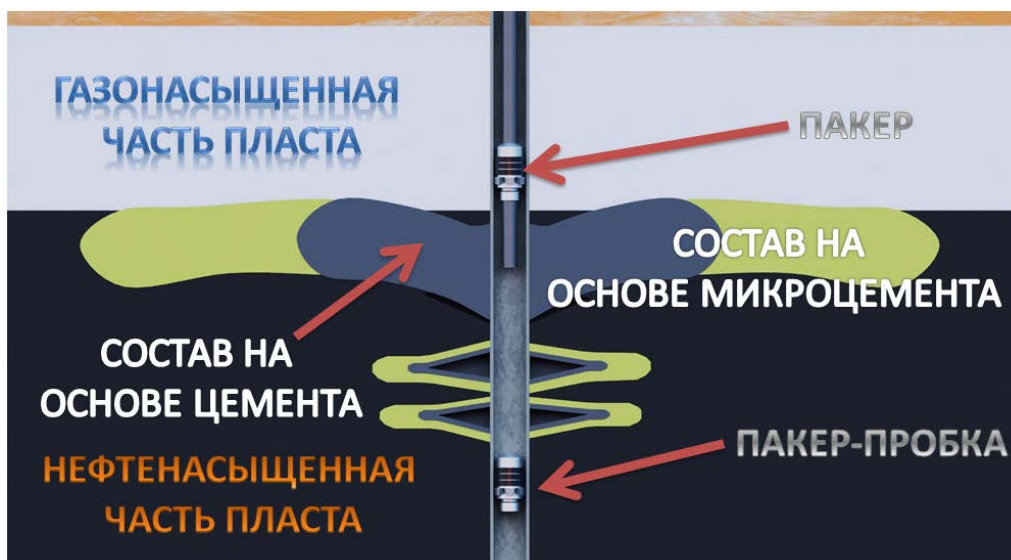 ГАЗОНАСЫЩЕННАЯ
ЧАСТЬ ПЛАСТА
ПАКЕР
СОСТАВ НА
ОСНОВЕ МИКРОЦЕМЕНТА
СОСТАВ НА
ОСНОВЕ ЦЕМЕНТА
ПАКЕР-ПРОБКА
НЕФТЕНАСЫЩЕННАЯ
ЧАСТЬ ПЛАСТА